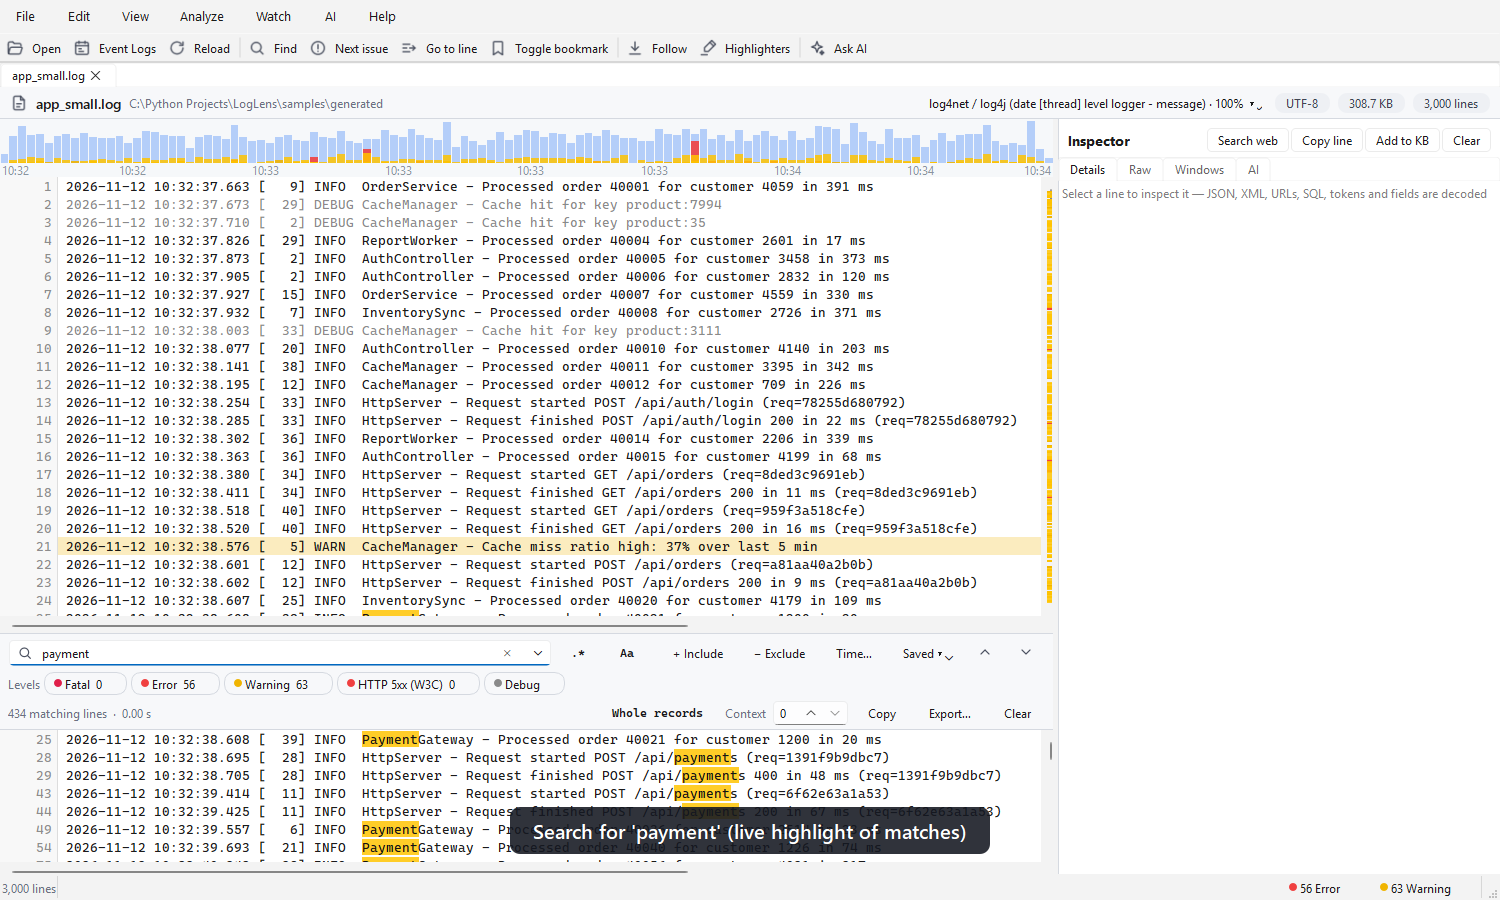 File Edit View Analyze Watch AI Help
Open Event Logs Reload Find Next issue Go to line Toggle bookmark Follow Highlighters Ask AI
app_small.log
app_small.log C:\Python Projects\LogLens\samples\generated log4net / log4j (date [thread] level logger - message) · 100% UTF-8 308.7 KB 3,000 lines
10:32 10:32 10:33 10:33 10:33 10:33 10:34 10:34 10:34
1 2026-11-12 10:32:37.663 [ 9] INFO OrderService - Processed order 40001 for customer 4059 in 391 ms
2 2026-11-12 10:32:37.673 [ 29] DEBUG CacheManager - Cache hit for key product:7994
3 2026-11-12 10:32:37.710 [ 2] DEBUG CacheManager - Cache hit for key product:35
4 2026-11-12 10:32:37.826 [ 29] INFO ReportWorker - Processed order 40004 for customer 2601 in 17 ms
5 2026-11-12 10:32:37.873 [ 2] INFO AuthController - Processed order 40005 for customer 3458 in 373 ms
6 2026-11-12 10:32:37.905 [ 2] INFO AuthController - Processed order 40006 for customer 2832 in 120 ms
7 2026-11-12 10:32:37.927 [ 15] INFO OrderService - Processed order 40007 for customer 4559 in 330 ms
8 2026-11-12 10:32:37.932 [ 7] INFO InventorySync - Processed order 40008 for customer 2726 in 371 ms
9 2026-11-12 10:32:38.003 [ 33] DEBUG CacheManager - Cache hit for key product:3111
10 2026-11-12 10:32:38.077 [ 20] INFO AuthController - Processed order 40010 for customer 4140 in 203 ms
11 2026-11-12 10:32:38.141 [ 38] INFO CacheManager - Processed order 40011 for customer 3395 in 342 ms
12 2026-11-12 10:32:38.195 [ 12] INFO CacheManager - Processed order 40012 for customer 709 in 226 ms
13 2026-11-12 10:32:38.254 [ 33] INFO HttpServer - Request started POST /api/auth/login (req=78255d680792)
14 2026-11-12 10:32:38.285 [ 33] INFO HttpServer - Request finished POST /api/auth/login 200 in 22 ms (req=78255d680792)
15 2026-11-12 10:32:38.302 [ 36] INFO ReportWorker - Processed order 40014 for customer 2206 in 339 ms
16 2026-11-12 10:32:38.363 [ 36] INFO AuthController - Processed order 40015 for customer 4199 in 68 ms
17 2026-11-12 10:32:38.380 [ 34] INFO HttpServer - Request started GET /api/orders (req=8ded3c9691eb)
18 2026-11-12 10:32:38.411 [ 34] INFO HttpServer - Request finished GET /api/orders 200 in 11 ms (req=8ded3c9691eb)
19 2026-11-12 10:32:38.518 [ 40] INFO HttpServer - Request started GET /api/orders (req=959f3a518cfe)
20 2026-11-12 10:32:38.520 [ 40] INFO HttpServer - Request finished GET /api/orders 200 in 16 ms (req=959f3a518cfe)
21 2026-11-12 10:32:38.576 [ 5] WARN CacheManager - Cache miss ratio high: 37% over last 5 min
22 2026-11-12 10:32:38.601 [ 12] INFO HttpServer - Request started POST /api/orders (req=a81aa40a2b0b)
23 2026-11-12 10:32:38.602 [ 12] INFO HttpServer - Request finished POST /api/orders 200 in 9 ms (req=a81aa40a2b0b)
24 2026-11-12 10:32:38.607 [ 25] INFO InventorySync - Processed order 40020 for customer 4179 in 109 ms
Inspector Search web Copy line Add to KB Clear
Details Raw Windows AI
Select a line to inspect it — JSON, XML, URLs, SQL, tokens and fields are decoded
payment .* Aa + Include − Exclude Time... Saved
Levels Fatal 0 Error 56 Warning 63 HTTP 5xx (W3C) 0 Debug
434 matching lines · 0.00 s Whole records Context 0 Copy Export... Clear
25 2026-11-12 10:32:38.608 [ 39] INFO PaymentGateway - Processed order 40021 for customer 1200 in 20 ms
28 2026-11-12 10:32:38.695 [ 28] INFO HttpServer - Request started POST /api/payments (req=1391f9b9dbc7)
29 2026-11-12 10:32:38.705 [ 28] INFO HttpServer - Request finished POST /api/payments 400 in 48 ms (req=1391f9b9dbc7)
43 2026-11-12 10:32:39.414 [ 11] INFO HttpServer - Request started POST /api/payments (req=6f62e63a1a53)
44 2026-11-12 10:32:39.425 [ 11] INFO HttpServer - Request finished POST /api/payments 200 in 67 ms (req=6f62e63a1a53)
49 2026-11-12 10:32:39.557 [ 6] INFO PaymentGateway -
54 2026-11-12 10:32:39.693 [ 21] INFO PaymentGateway - 40040 for customer 1226 in 74 ms
Search for 'payment' (live highlight of matches)
3,000 lines 56 Error 63 Warning